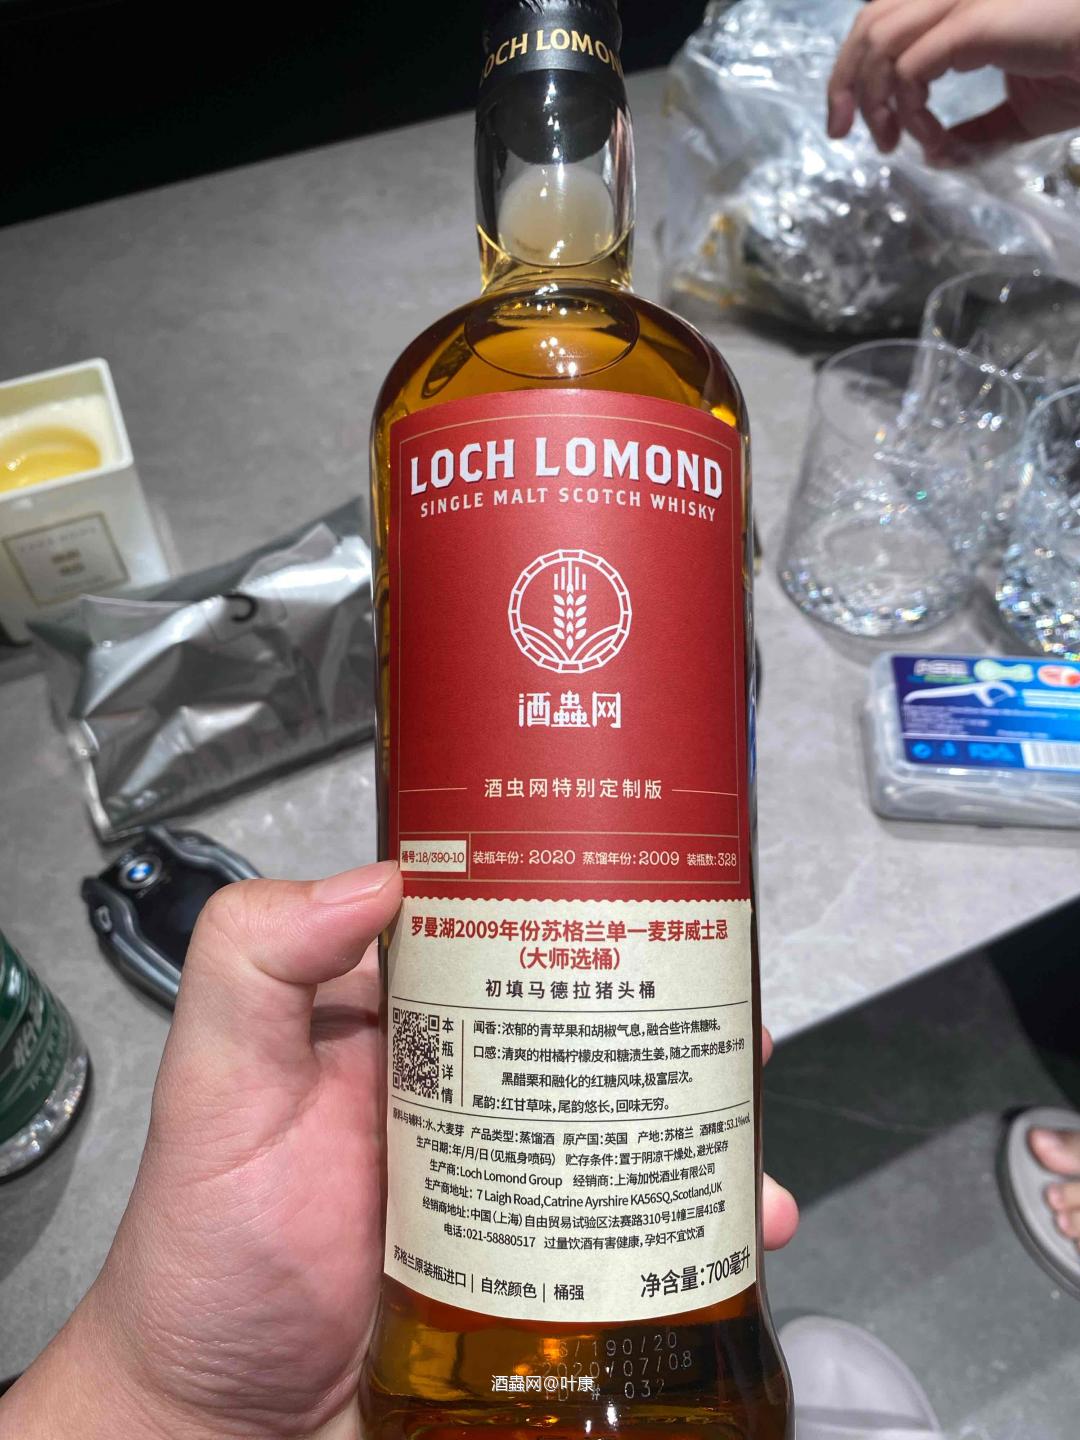 LOCH LOMOND
LOCH LOMOND
SINGLE MALT SCOTCH WHISKY
酒蟲网
酒虫网特别定制版
桶号:18/390-10 装瓶年份: 2020 蒸馏年份: 2009 装瓶数: 328
罗曼湖2009年份苏格兰单一麦芽威士忌
(大师选桶)
初填马德拉猪头桶
本瓶详情
闻香:浓郁的青苹果和胡椒气息,融合些许焦糖味。
口感:清爽的柑橘柠檬皮和糖渍生姜,随之而来的是多汁的
黑醋栗和融化的红糖风味,极富层次。
尾韵:红甘草味,尾韵悠长,回味无穷。
原料与辅料:水、大麦芽 产品类型:蒸馏酒 原产国:英国 产地:苏格兰 酒精度:53.1%vol
生产日期:年/月/日(见瓶身喷码) 贮存条件:置于阴凉干燥处,避光保存
生产商:Loch Lomond Group 经销商:上海加悦酒业有限公司
生产商地址: 7 Laigh Road,Catrine Ayrshire KA56SQ,Scotland,UK
经销商地址:中国(上海)自由贸易试验区法赛路310号1幢三层416室
电话:021-58880517 过量饮酒有害健康,孕妇不宜饮酒
苏格兰原装瓶进口 | 自然颜色 | 桶强
净含量:700毫升
/190/20
2020/07/08
# 032
酒蟲网@叶康